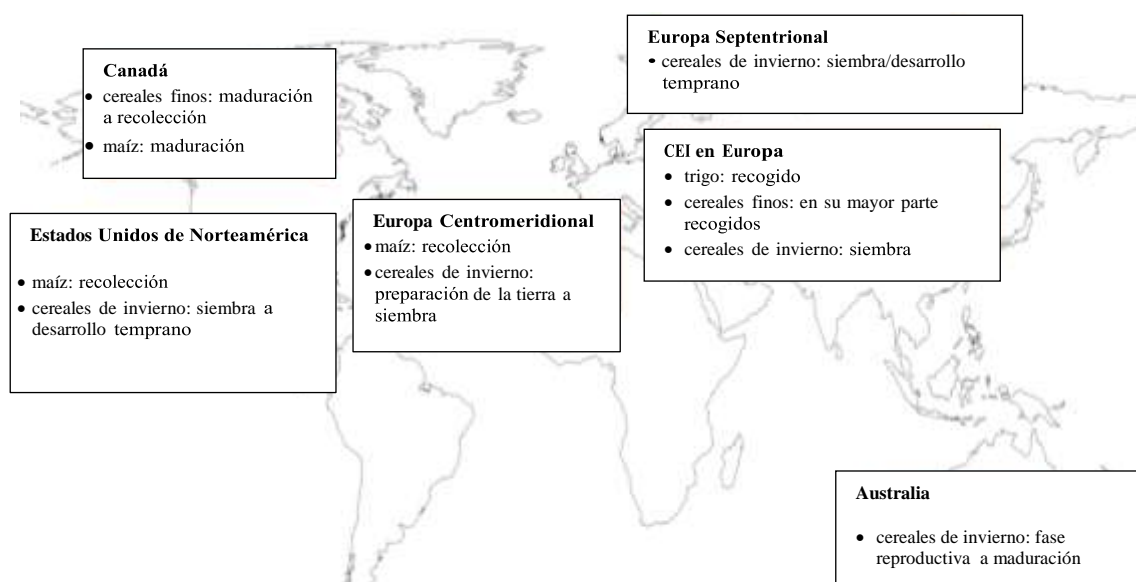 Europa Septentrional
• cereales de invierno: siembra/desarrollo
temprano
Canadá
• cereales finos: maduración
a recolección
• maíz: maduración
CEI en Europa
• trigo: recogido
• cereales finos: en su mayor parte
recogidos
• cereales de invierno: siembra
Europa Centromeridional
• maíz: recolección
• cereales de invierno:
preparación de la tierra a
siembra
Estados Unidos de Norteamérica
• maíz: recolección
• cereales de invierno: siembra a
desarrollo temprano
Australia
• cereales de invierno: fase
reproductiva a maduración